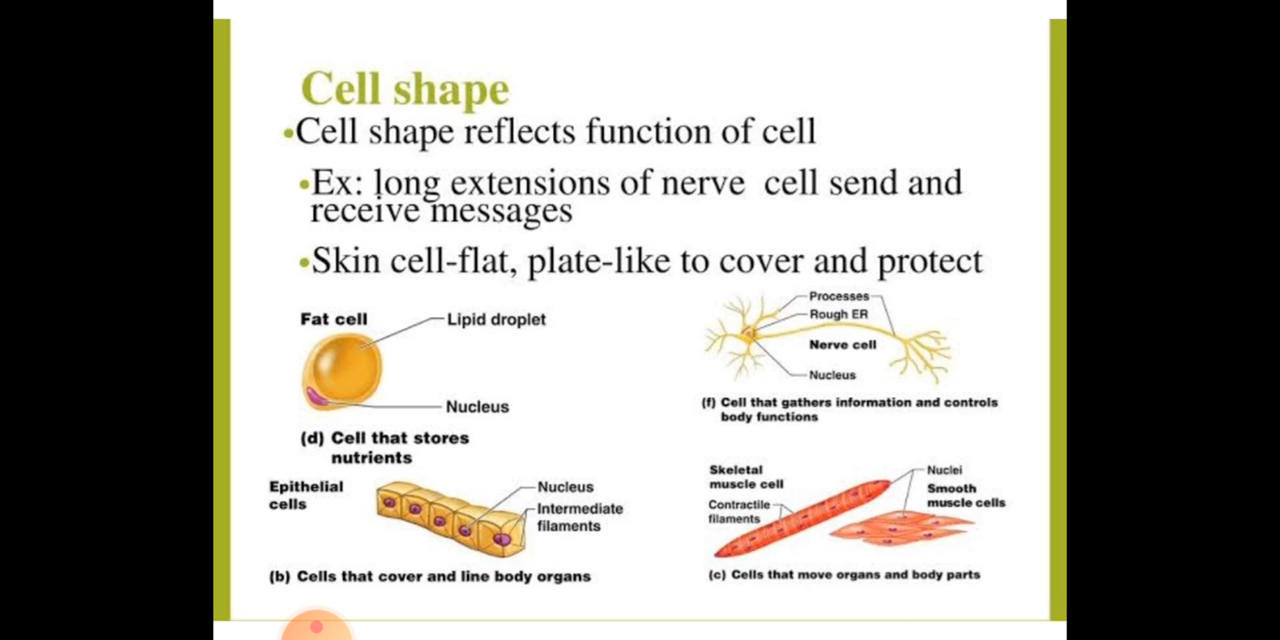 Cell shape
•Cell shape reflects function of cell
•Ex: long extensions of nerve cell send and
receive messages
•Skin cell-flat, plate-like to cover and protect
Fat cell
Lipid droplet
Nucleus
(d) Cell that stores
nutrients
Processes
Rough ER
Nerve cell
Nucleus
(f) Cell that gathers information and controls
body functions
Epithelial
cells
Nucleus
Intermediate
filaments
(b) Cells that cover and line body organs
Skeletal
muscle cell
Contractile
filaments
Nuclei
Smooth
muscle cells
(c) Cells that move organs and body parts